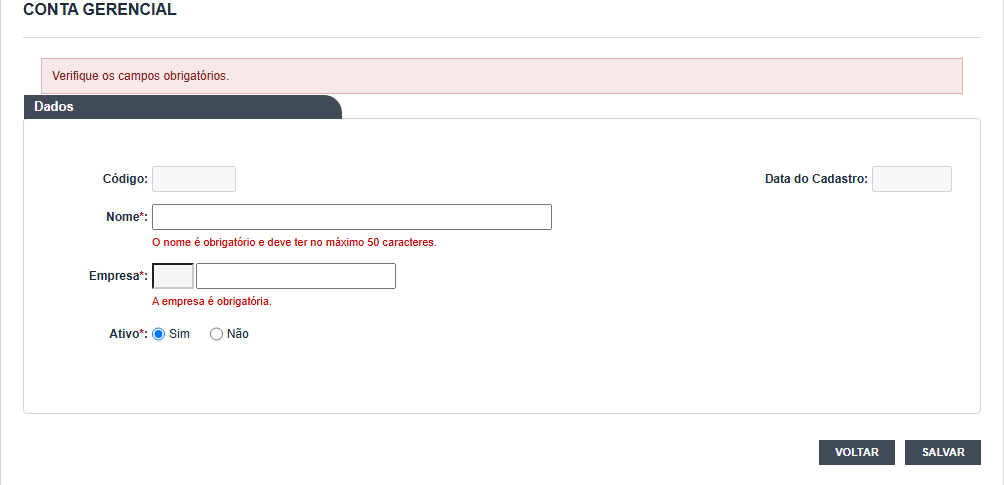 CONTA GERENCIAL
Verifique os campos obrigatórios.
Dados
Código: Data do Cadastro:
Nome*:
O nome é obrigatório e deve ter no máximo 50 caracteres.
Empresa*:
A empresa é obrigatória.
Ativo*: Sim Não
VOLTAR SALVAR